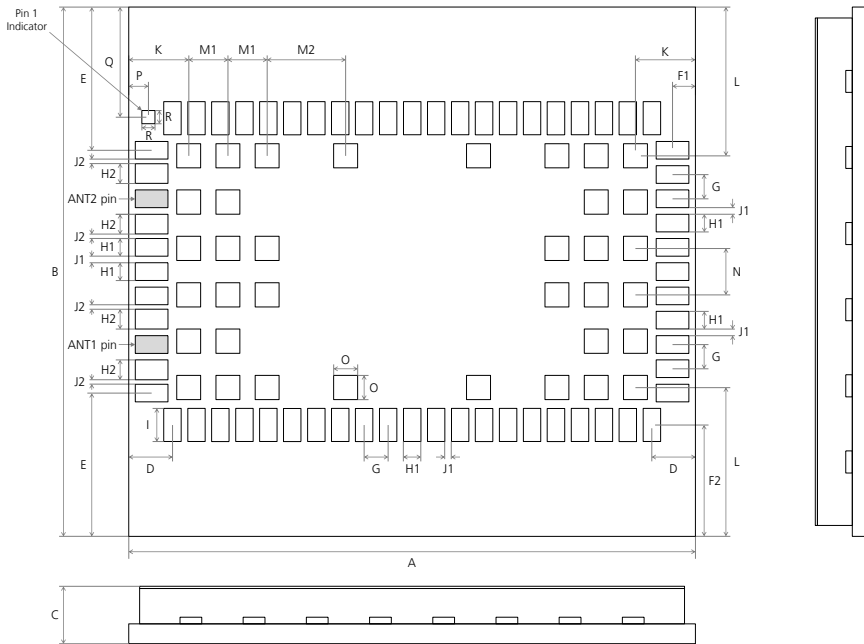 Pin 1
Indicator
K M1 M1 M2 K
Q
E
P
F1
L
R
R
J2
H2
G
ANT2 pin
J1
H2
H1
J2
H1
J1
N
B
H1
J2
H2
H1
J1
ANT1 pin
G
O
H2
O
J2
I
E
D G H1 J1 D
F2
L
A
C